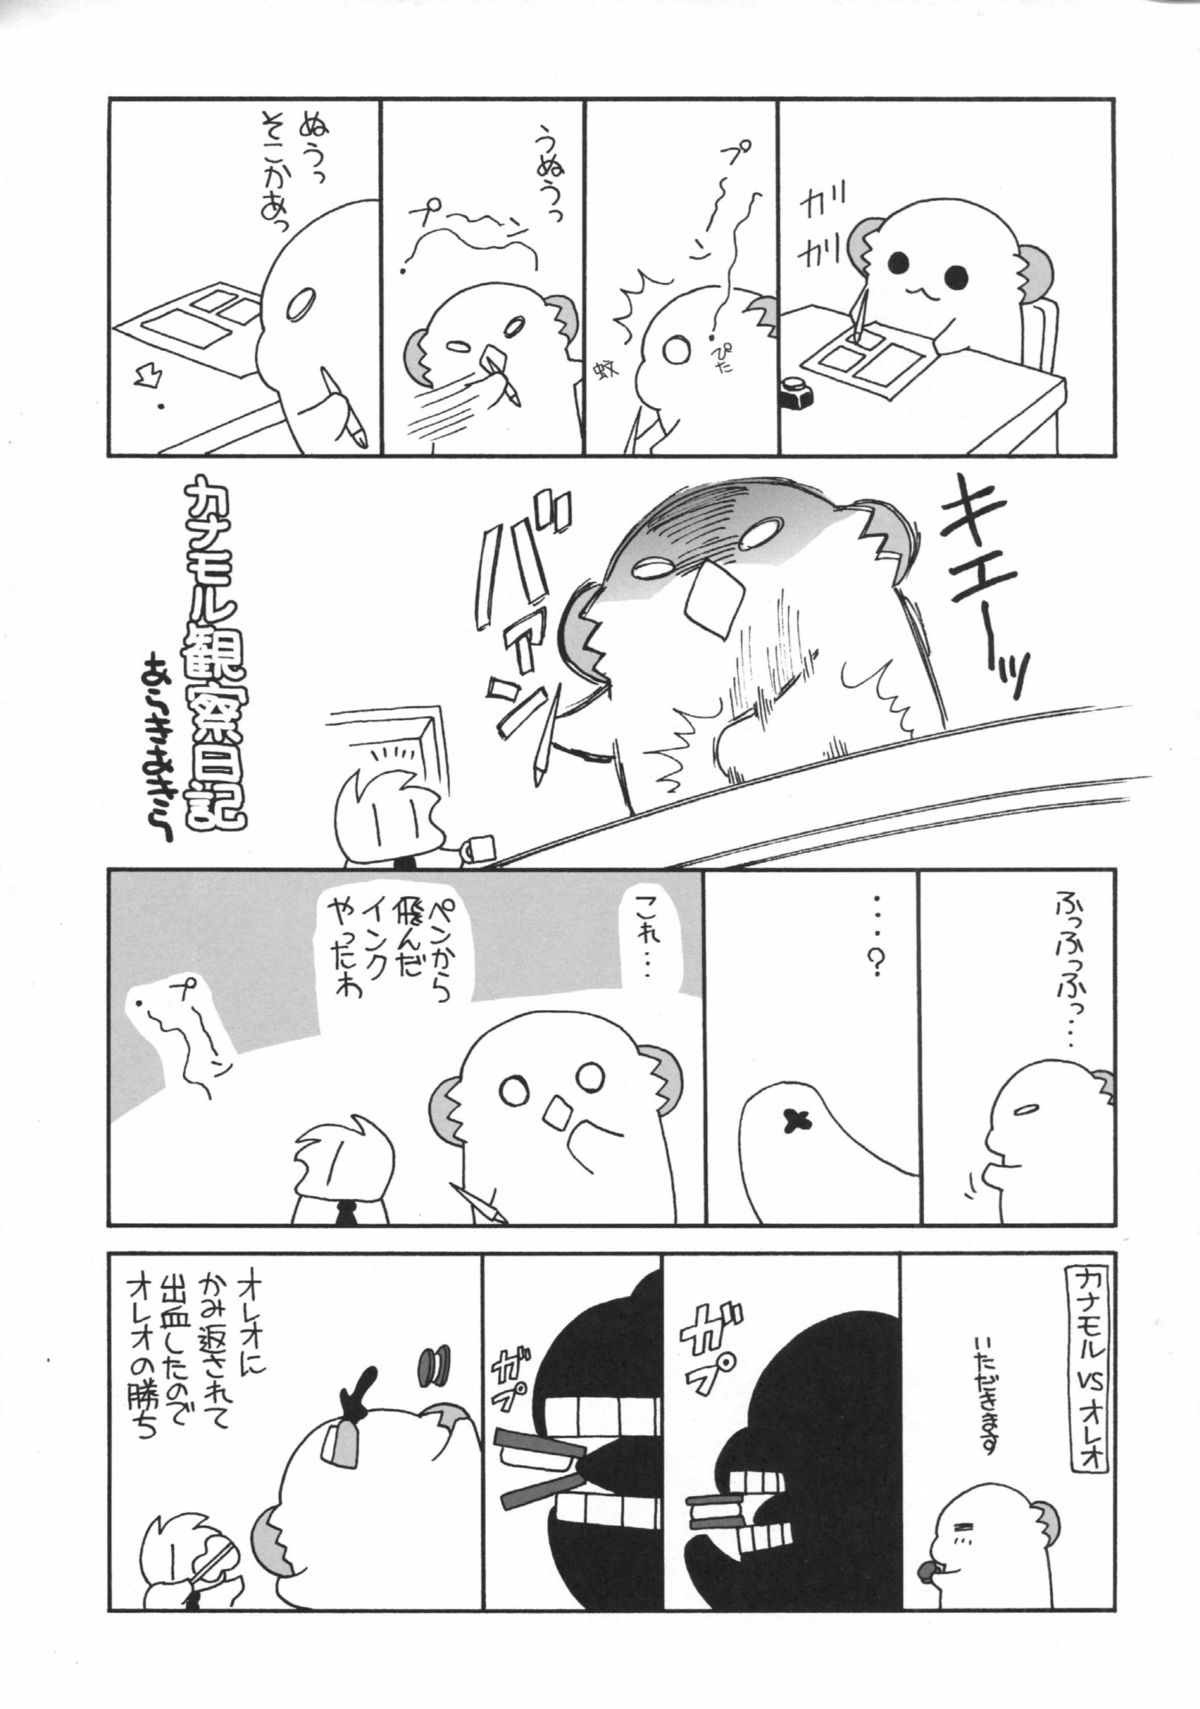 ガリ
ガリ
プ～ン
ぴた
蚊
うぬうっ
プ～ン
ぬうっ
そこかあっ
キエーッ
バァン
カナモル観察日記
あらきあきら
ふっふっふっ…
…?
これ…
ペンから
飛んだ
インク
やったわ
プ～ン
カナモル VS オレオ
いただきます
ガプ
ガプ
オレオに
かみ返されて
出血したので
オレオの勝ち